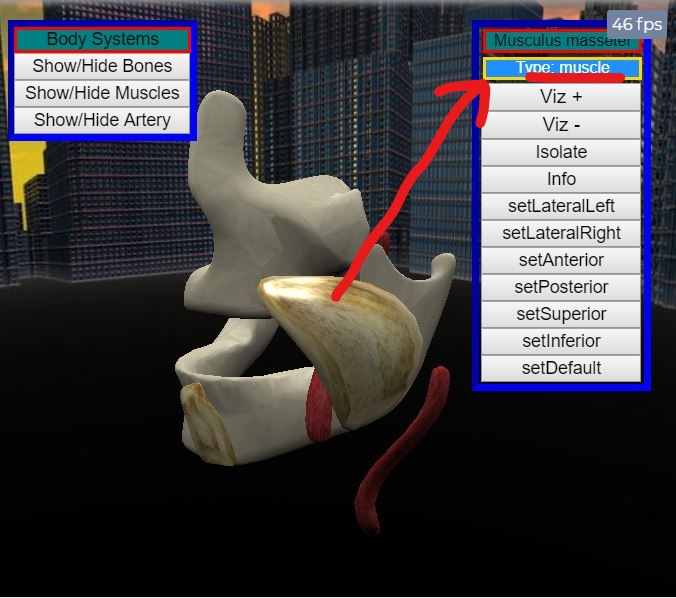 46 fps
Body Systems
Show/Hide Bones
Show/Hide Muscles
Show/Hide Artery
Musculus masseter
Type: muscle
Viz +
Viz -
Isolate
Info
setLateralLeft
setLateralRight
setAnterior
setPosterior
setSuperior
setInferior
setDefault